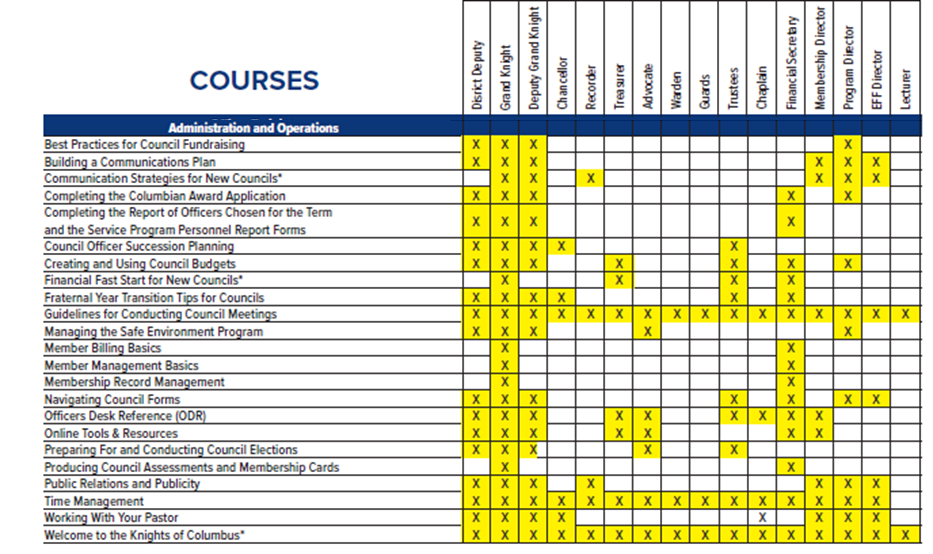 COURSES
District Deputy
Grand Knight
Deputy Grand Knight
Chancellor
Recorder
Treasurer
Advocate
Warden
Guards
Trustees
Chaplain
Financial Secretary
Membership Director
Program Director
EFF Director
Lecturer
Administration and Operations
Best Practices for Council Fundraising X X X X
Building a Communications Plan X X X X X X
Communication Strategies for New Councils* X X X X X X
Completing the Columbian Award Application X X X X X
Completing the Report of Officers Chosen for the Term
and the Service Program Personnel Report Forms X X X X
Council Officer Succession Planning X X X X X
Creating and Using Council Budgets X X X X X X X
Financial Fast Start for New Councils* X X X X
Fraternal Year Transition Tips for Councils X X X X X X
Guidelines for Conducting Council Meetings X X X X X X X X X X X X X X X X
Managing the Safe Environment Program X X X X X
Member Billing Basics X X
Member Management Basics X X
Membership Record Management X X
Navigating Council Forms X X X X X X X
Officers Desk Reference (ODR) X X X X X X X X X
Online Tools & Resources X X X X X X X
Preparing For and Conducting Council Elections X X X X X
Producing Council Assessments and Membership Cards X X
Public Relations and Publicity X X X X X X X
Time Management X X X X X X X X X X X X X X X
Working With Your Pastor X X X X X X X X
Welcome to the Knights of Columbus* X X X X X X X X X X X X X X X X